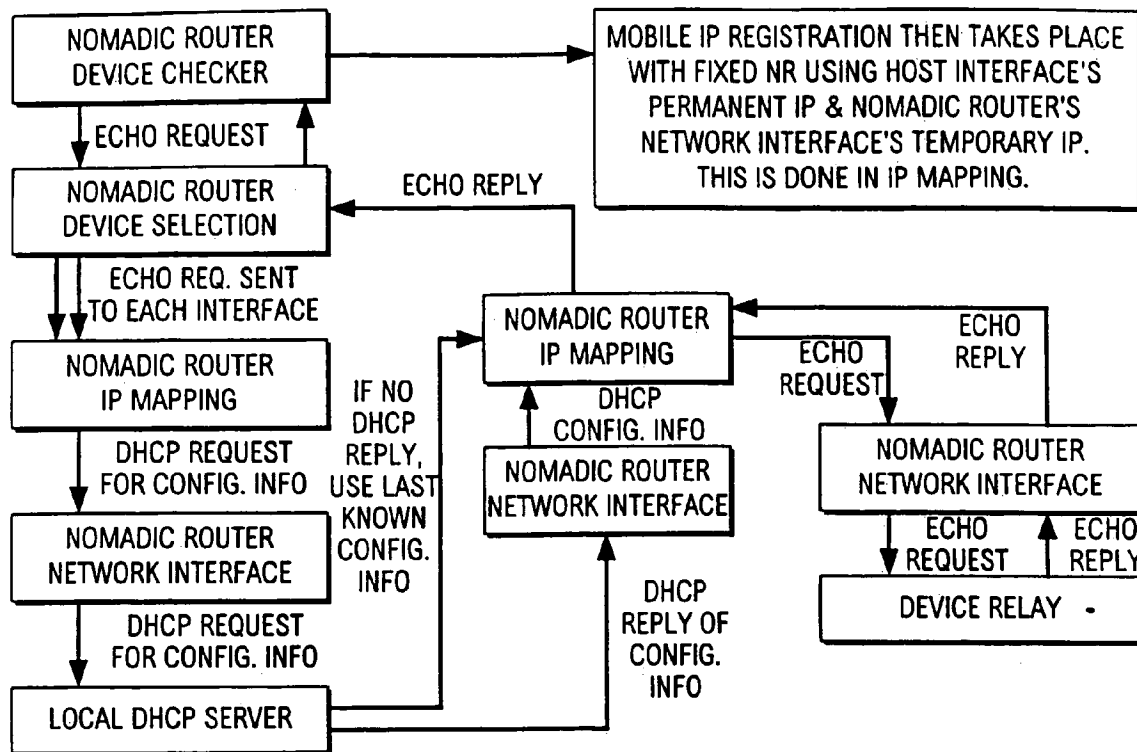 NOMADIC ROUTER
DEVICE CHECKER
MOBILE IP REGISTRATION THEN TAKES PLACE
WITH FIXED NR USING HOST INTERFACE'S
PERMANENT IP & NOMADIC ROUTER'S
NETWORK INTERFACE'S TEMPORARY IP.
THIS IS DONE IN IP MAPPING.
ECHO REQUEST
NOMADIC ROUTER
DEVICE SELECTION
ECHO REPLY
ECHO REQ. SENT
TO EACH INTERFACE
NOMADIC ROUTER
IP MAPPING
DHCP REQUEST
FOR CONFIG. INFO
NOMADIC ROUTER
NETWORK INTERFACE
DHCP REQUEST
FOR CONFIG. INFO
LOCAL DHCP SERVER
IF NO
DHCP
REPLY,
USE LAST
KNOWN
CONFIG.
INFO
NOMADIC ROUTER
IP MAPPING
DHCP
CONFIG. INFO
NOMADIC ROUTER
NETWORK INTERFACE
DHCP
REPLY OF
CONFIG.
INFO
ECHO
REQUEST
ECHO
REPLY
NOMADIC ROUTER
NETWORK INTERFACE
ECHO
REQUEST
ECHO
REPLY
DEVICE RELAY